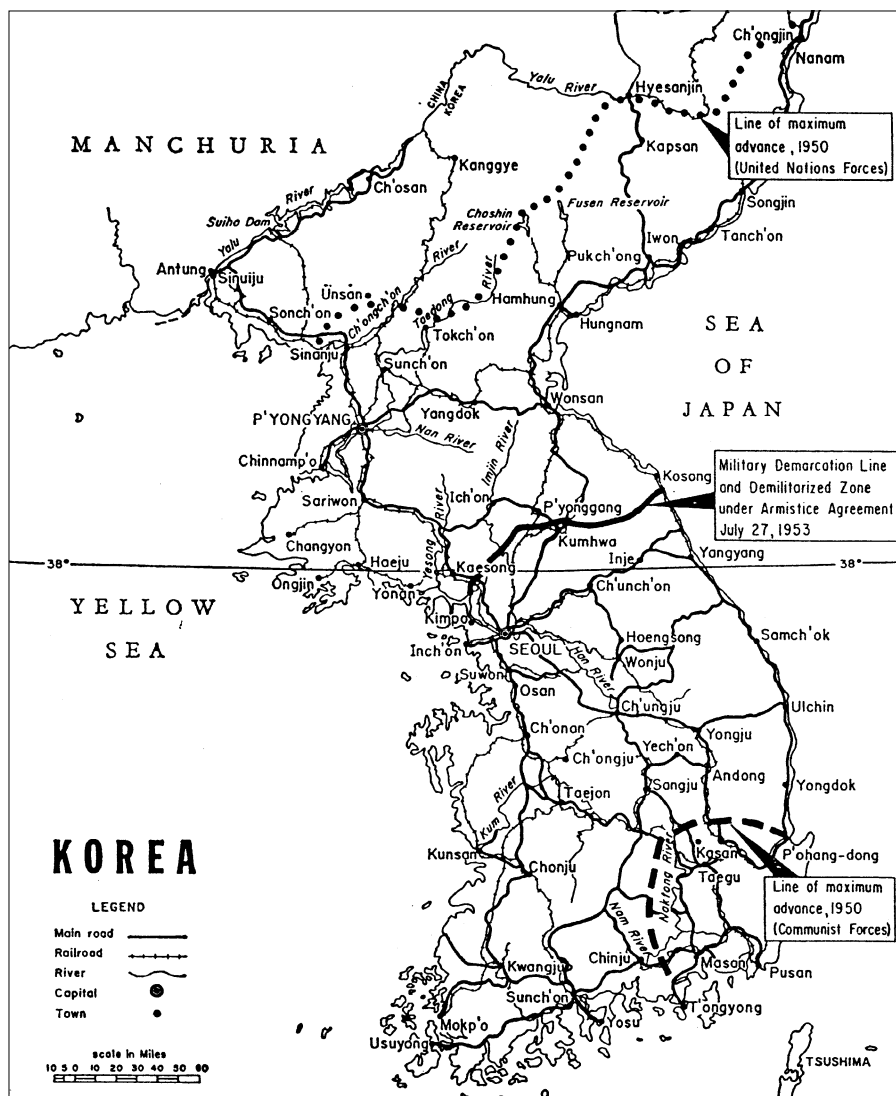 Ch'ongjin
Nanam
Yalu River
Hyesanjin
CHINA
KOREA
Line of maximum
advance, 1950
(United Nations Forces)
MANCHURIA
Kapsan
Kanggye
Ch'osan
River
Songjin
Choshin
Reservoir
Fusen Reservoir
Suiho Dam
Yalu
Iwon
Tanch'on
River
Pukch'ong
Antung
Sinuiju
River
Ünsan
Hamhung
Sonch'on
Ch'ongch'on
Taedong
Hungnam
SEA
OF
JAPAN
Tokch'on
Sinanju
Sunch'on
Wonsan
Yangdok
P'YONGYANG
Nan River
Imjin River
Chinnamp'o
Military Demarcation Line
and Demilitarized Zone
under Armistice Agreement
July 27, 1953
Kosong
Sariwon
River
Ich'on
P'yonggang
Changyon
Kumhwa
Yesong
Inje
Yangyang
38°
Haeju
Kaesong
38°
Ongjin
Yonan
Ch'unch'on
YELLOW
SEA
Kimpo
Hoengsong
Samch'ok
Inch'on
SEOUL
Han River
Wonju
Suwon
Osan
Ch'ungju
Ulchin
Ch'onan
Yongju
Yech'on
Ch'ongju
Andong
River
Sangju
Yongdok
Taejon
Kum
KOREA
Kunsan
Kasan
P'ohang-dong
Chonju
Naktong River
Taegu
Line of maximum
advance, 1950
(Communist Forces)
LEGEND
Main road
Railroad
River
Capital
Town
Nam River
Kwangju
Chinju
Masan
Pusan
Sunch'on
T'ongyong
Mokp'o
Yosu
Usuyong
scale in Miles
10 5 0 10 20 30 40 50 60
TSUSHIMA